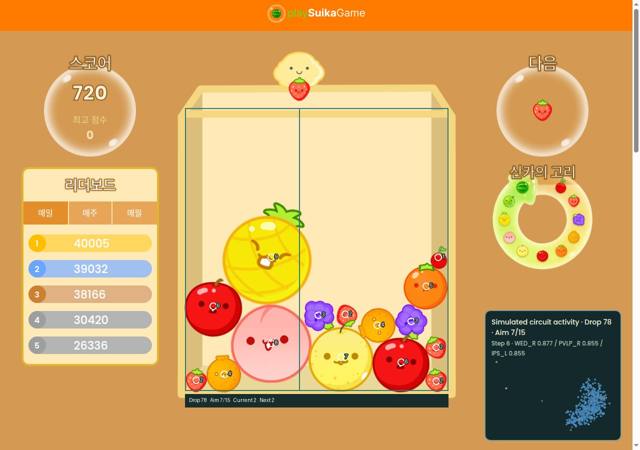 playSuikaGame
스코어
720
최고 점수
0
다음
산카의 고리
리더보드
매일
매주
매월
1 40005
2 39032
3 38166
4 30420
5 26336
Simulated circuit activity · Drop 78
· Aim 7/15
Step 6 · WED_R 0.877 / PVLP_R 0.855 /
IPS_L 0.855
Drop 78 Aim 7/15 Current 2 Next 2